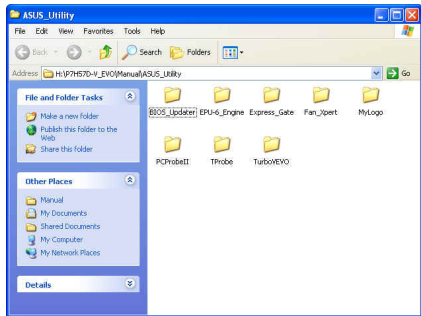 ASUS_Utility
File Edit View Favorites Tools Help
Back Search Folders
Address H:\P7H57D-V_EVO\Manual\ASUS_Utility Go
File and Folder Tasks
Make a new folder
Publish this folder to the
Web
Share this folder
Other Places
Manual
My Documents
Shared Documents
My Computer
My Network Places
Details
BIOS_Updater EPU-6_Engine Express_Gate Fan_Xpert MyLogo
PCProbeII TProbe TurboVEVO